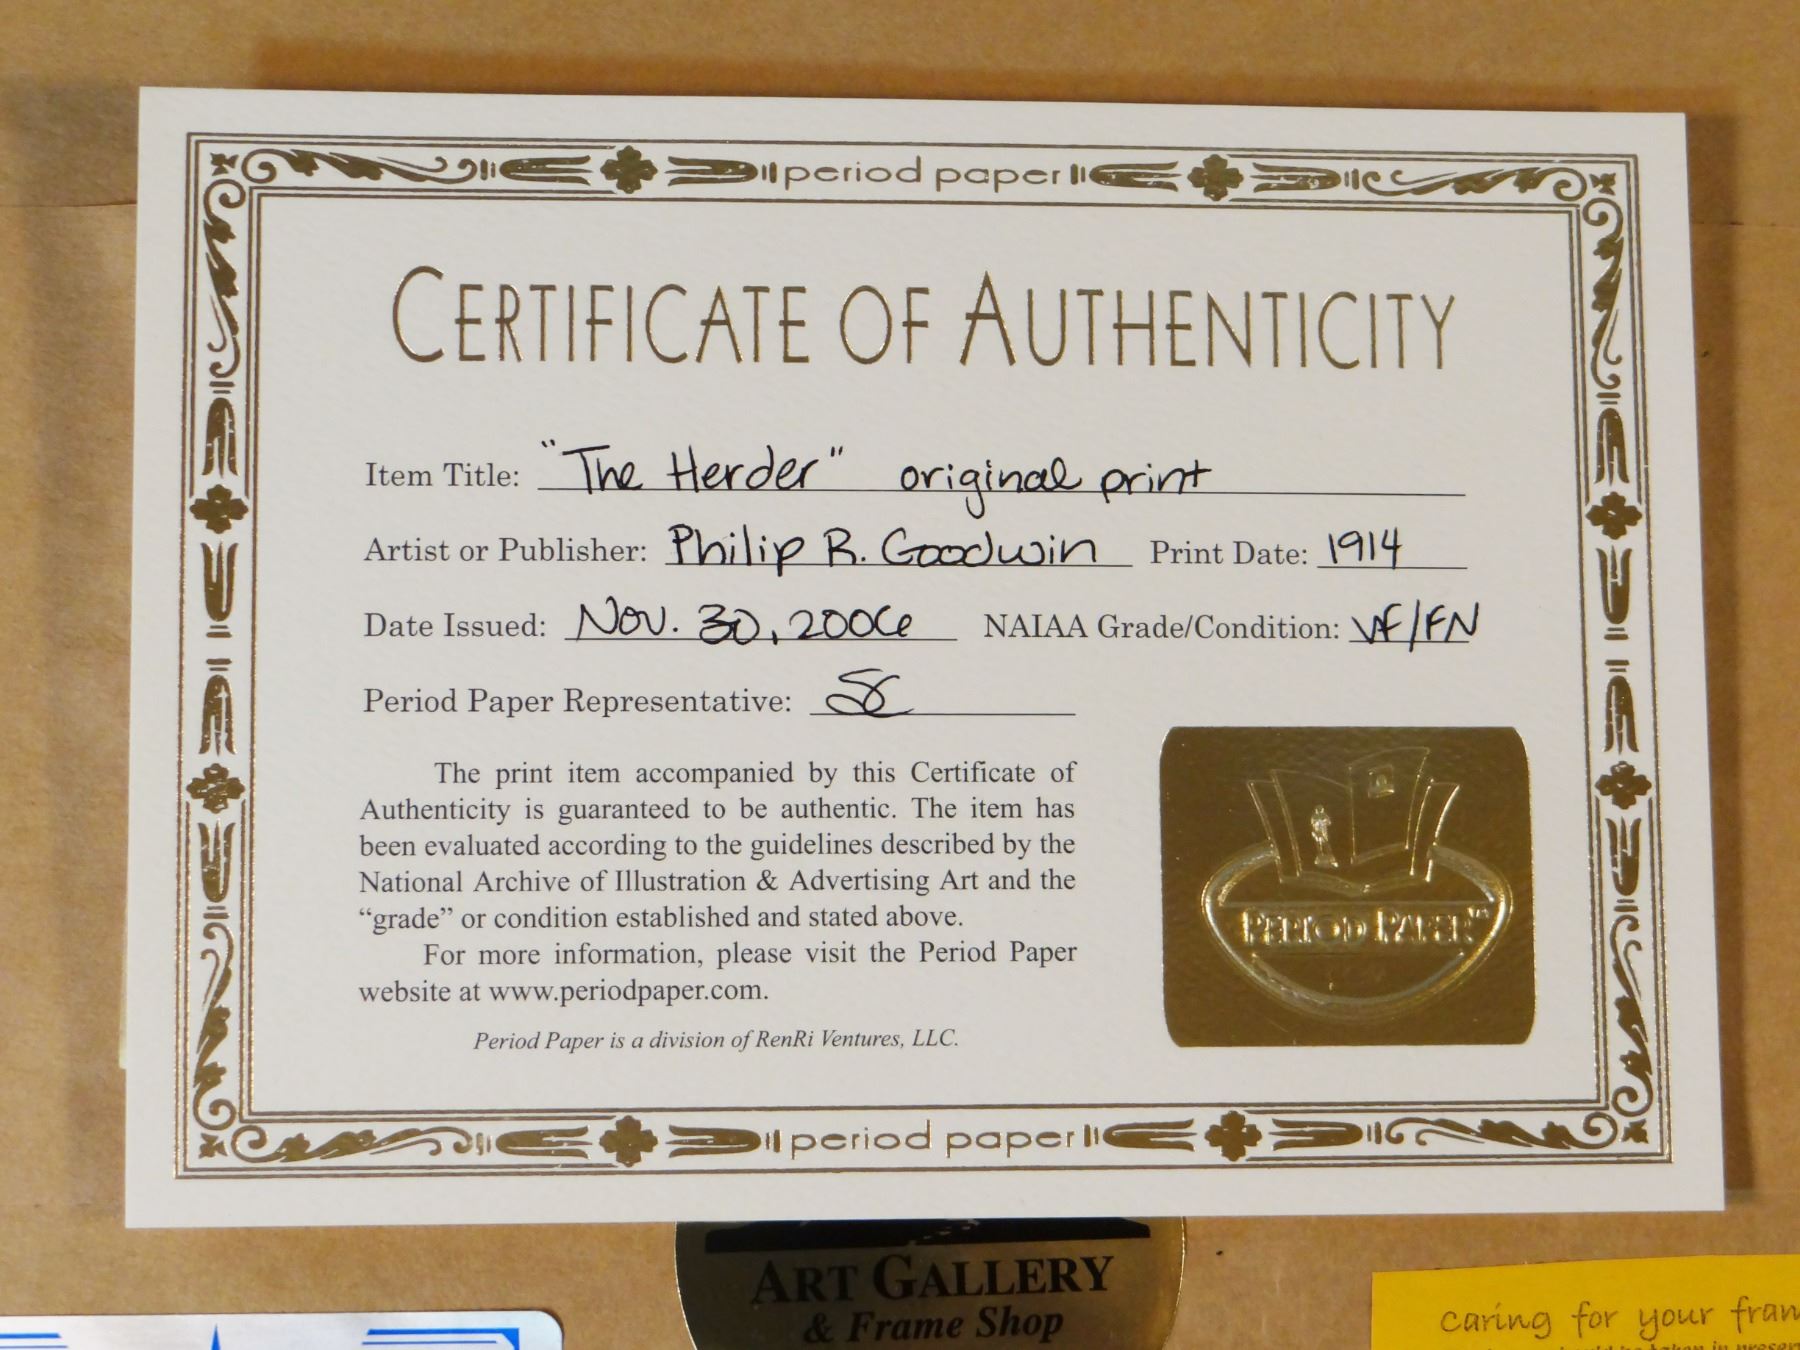 period paper
CERTIFICATE OF AUTHENTICITY
Item Title: "The Herder" original print
Artist or Publisher: Philip R. Goodwin Print Date: 1914
Date Issued: Nov. 30, 2006 NAIAA Grade/Condition: VF/FN
Period Paper Representative: SC
The print item accompanied by this Certificate of
Authenticity is guaranteed to be authentic. The item has
been evaluated according to the guidelines described by the
National Archive of Illustration & Advertising Art and the
“grade” or condition established and stated above.
For more information, please visit the Period Paper
website at www.periodpaper.com.
Period Paper is a division of RenRi Ventures, LLC.
PERIOD PAPER™
period paper
ART GALLERY
& Frame Shop
caring for your